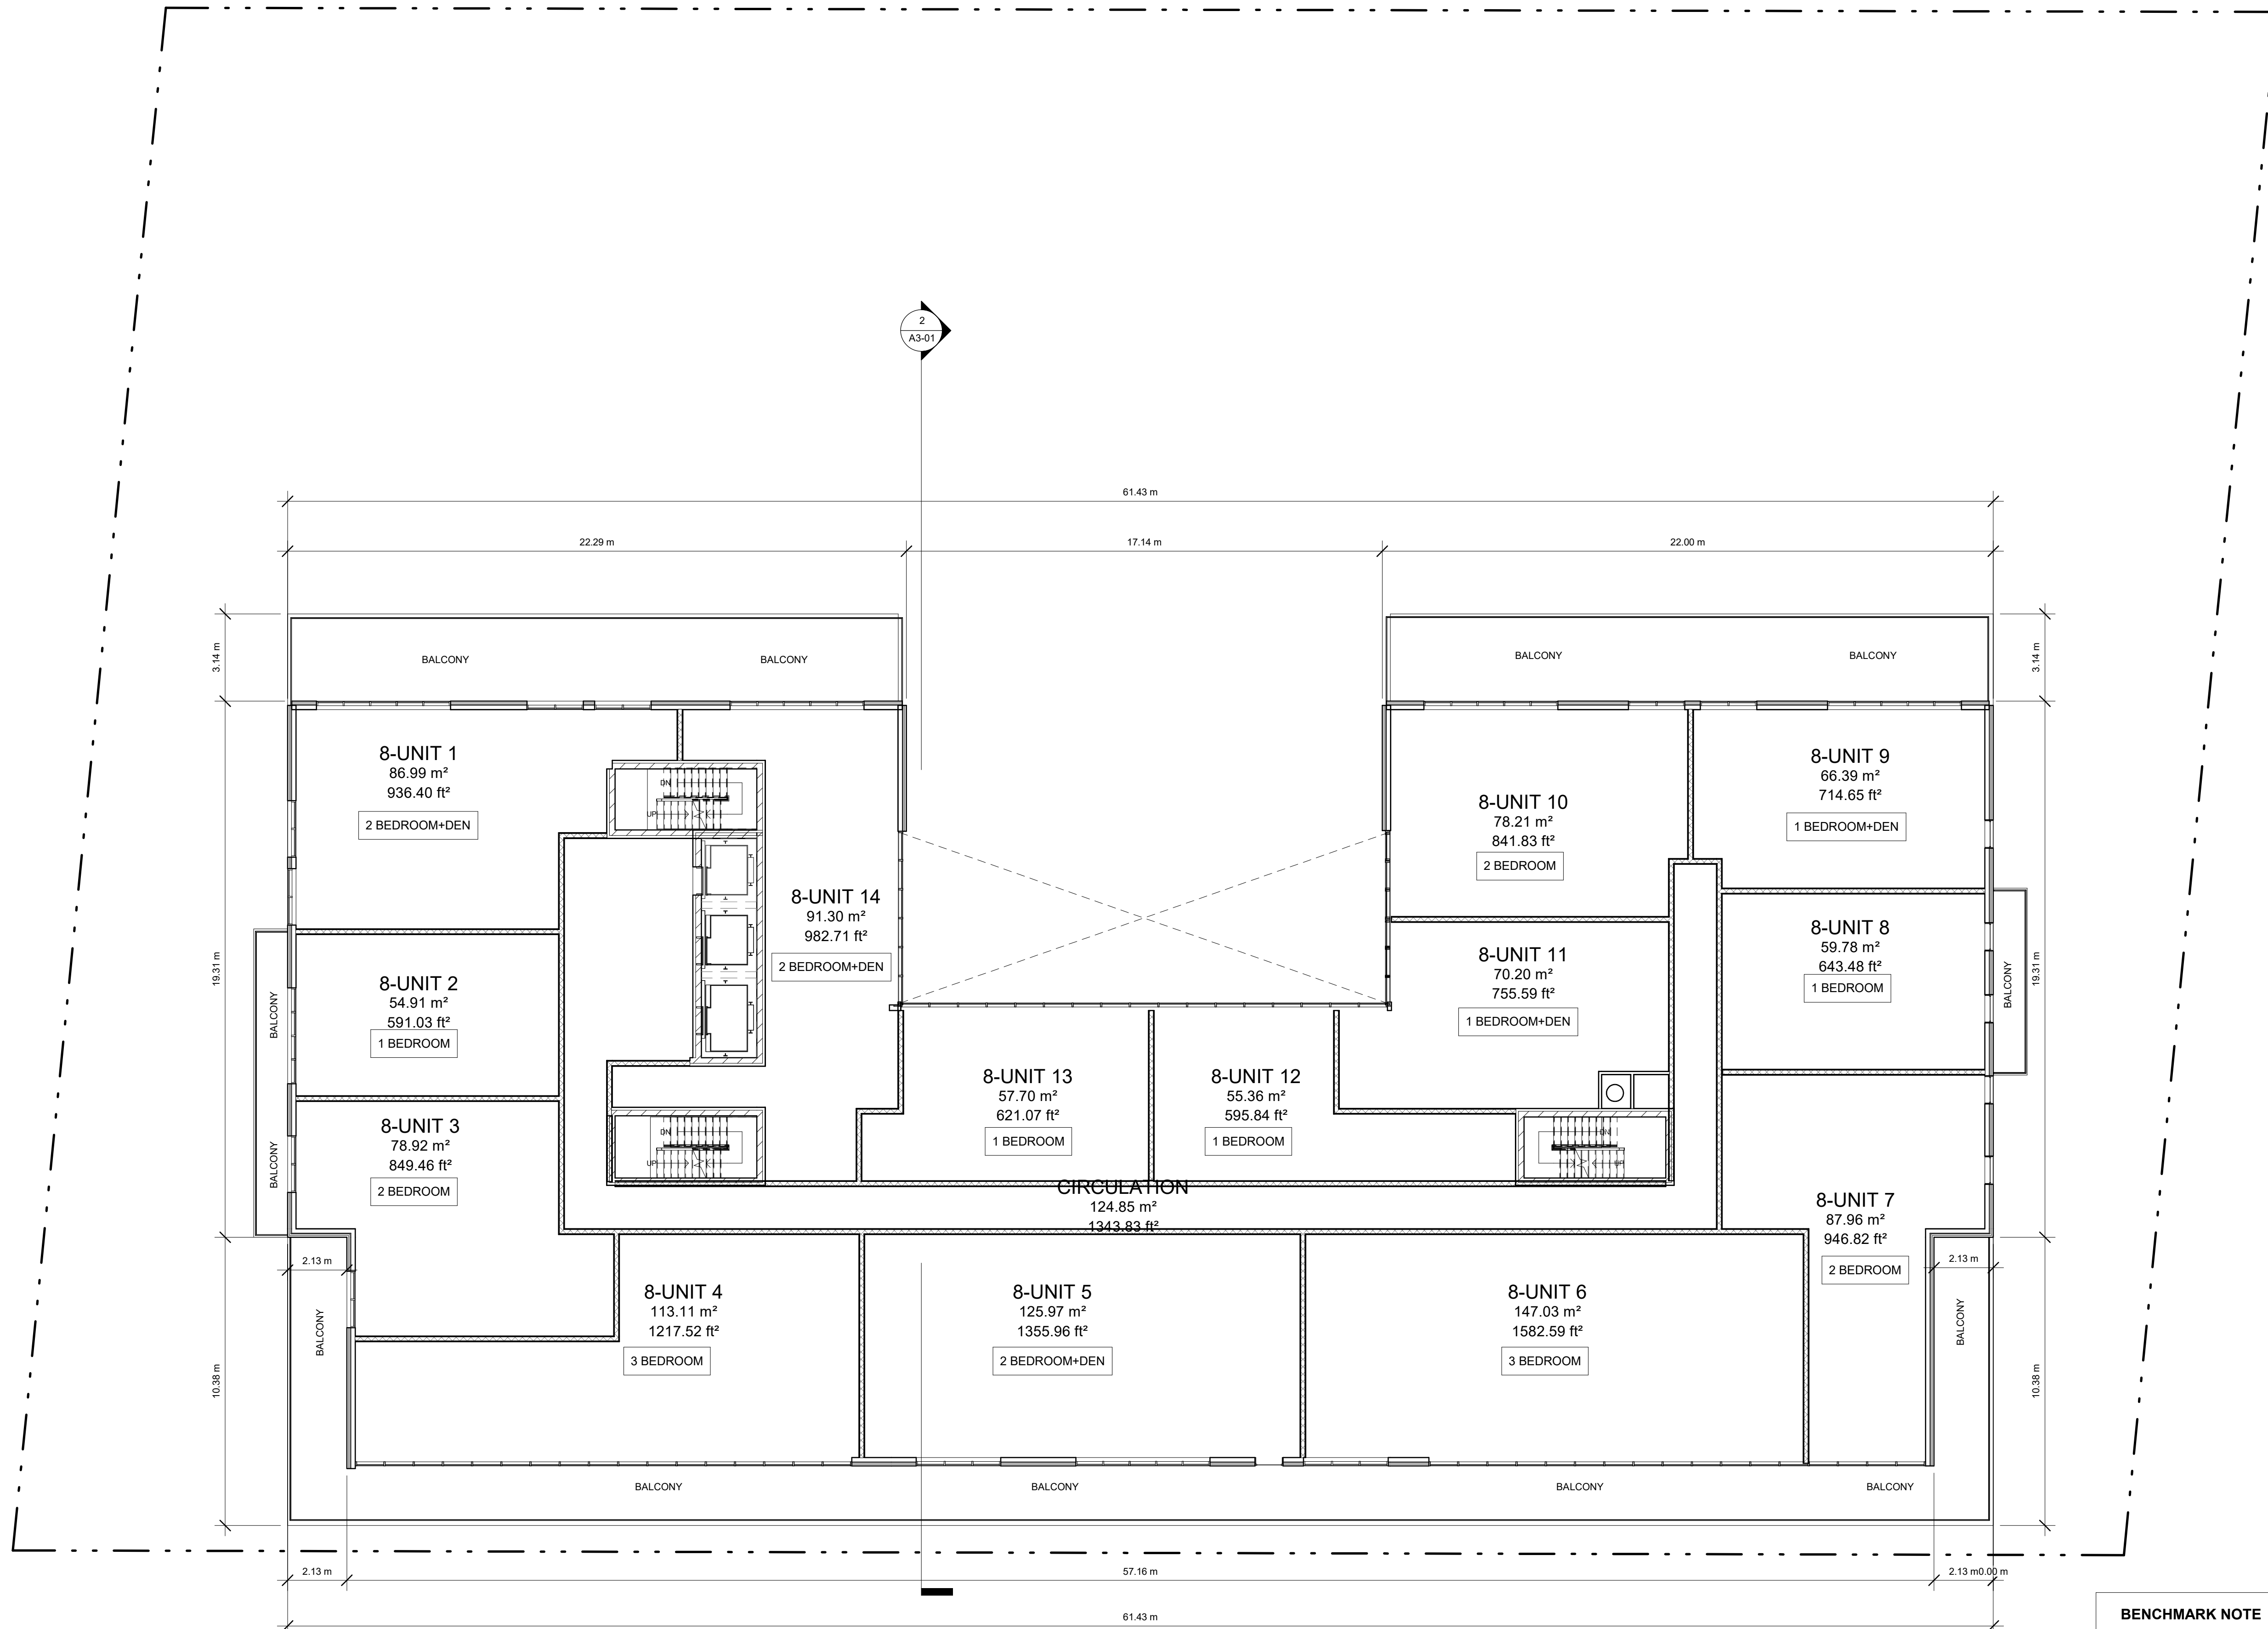 2
A3-01
61.43 m
22.29 m
17.14 m
22.00 m
3.14 m
3.14 m
BALCONY
BALCONY
BALCONY
BALCONY
8-UNIT 1
86.99 m²
936.40 ft²
2 BEDROOM+DEN
DN
UP
8-UNIT 14
91.30 m²
982.71 ft²
2 BEDROOM+DEN
8-UNIT 10
78.21 m²
841.83 ft²
2 BEDROOM
8-UNIT 9
66.39 m²
714.65 ft²
1 BEDROOM+DEN
19.31 m
BALCONY
8-UNIT 2
54.91 m²
591.03 ft²
1 BEDROOM
8-UNIT 11
70.20 m²
755.59 ft²
1 BEDROOM+DEN
8-UNIT 8
59.78 m²
643.48 ft²
1 BEDROOM
BALCONY
19.31 m
BALCONY
8-UNIT 3
78.92 m²
849.46 ft²
2 BEDROOM
DN
UP
8-UNIT 13
57.70 m²
621.07 ft²
1 BEDROOM
8-UNIT 12
55.36 m²
595.84 ft²
1 BEDROOM
DN
UP
CIRCULATION
124.85 m²
1343.83 ft²
8-UNIT 7
87.96 m²
946.82 ft²
2 BEDROOM
2.13 m
2.13 m
10.38 m
BALCONY
8-UNIT 4
113.11 m²
1217.52 ft²
3 BEDROOM
8-UNIT 5
125.97 m²
1355.96 ft²
2 BEDROOM+DEN
8-UNIT 6
147.03 m²
1582.59 ft²
3 BEDROOM
BALCONY
10.38 m
BALCONY
BALCONY
BALCONY
BALCONY
2.13 m
57.16 m
2.13 m0.00 m
61.43 m
BENCHMARK NOTE